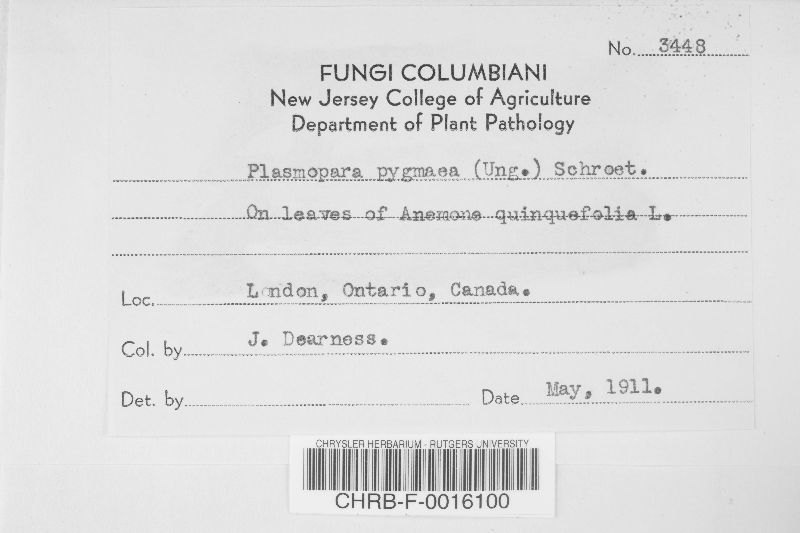 No. 3448
FUNGI COLUMBIANI
New Jersey College of Agriculture
Department of Plant Pathology
Plasmopara pygmaea (Ung.) Schroet.
On leaves of Anemone quinquefolia L.
Loc. London, Ontario, Canada.
Col. by J. Dearness.
Det. by Date May, 1911.
CHRYSLER HERBARIUM - RUTGERS UNIVERSITY
CHRB-F-0016100